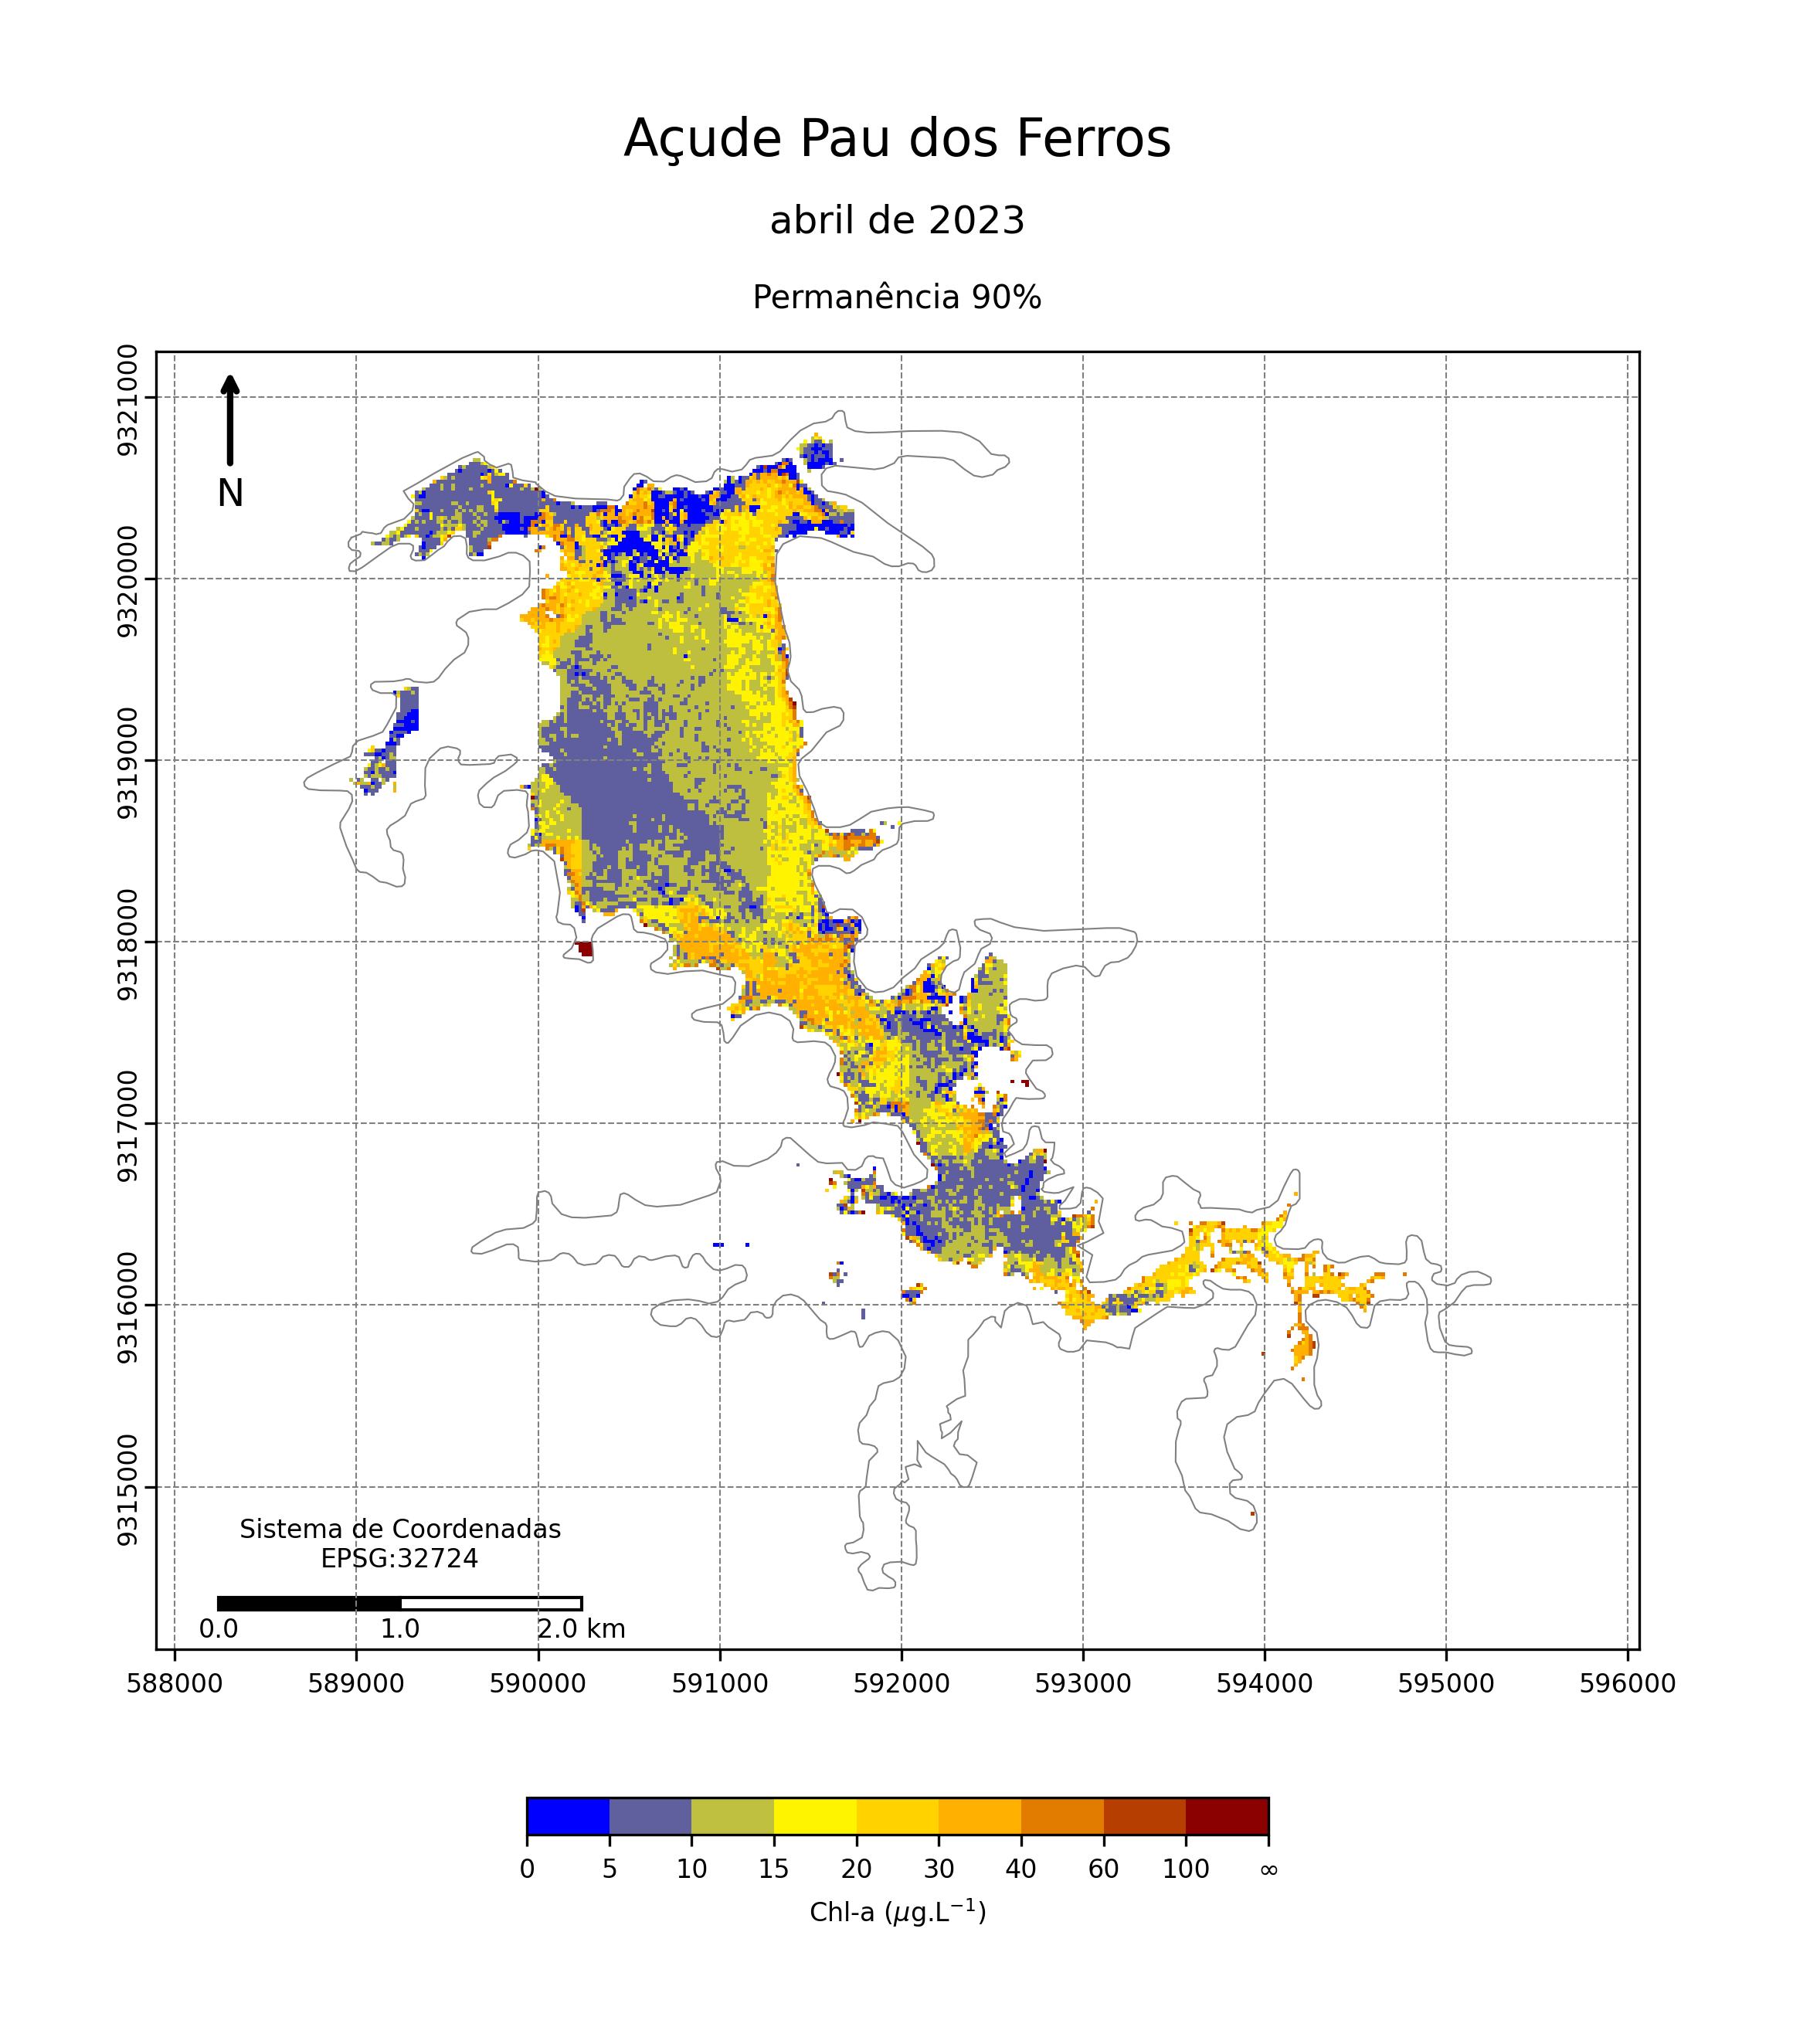 Açude Pau dos Ferros
abril de 2023
Permanência 90%
9321000
9320000
9319000
9318000
9317000
9316000
9315000
N
Sistema de Coordenadas
EPSG:32724
0.0 1.0 2.0 km
588000 589000 590000 591000 592000 593000 594000 595000 596000
0 5 10 15 20 30 40 60 100 ∞
Chl-a (μg.L⁻¹)